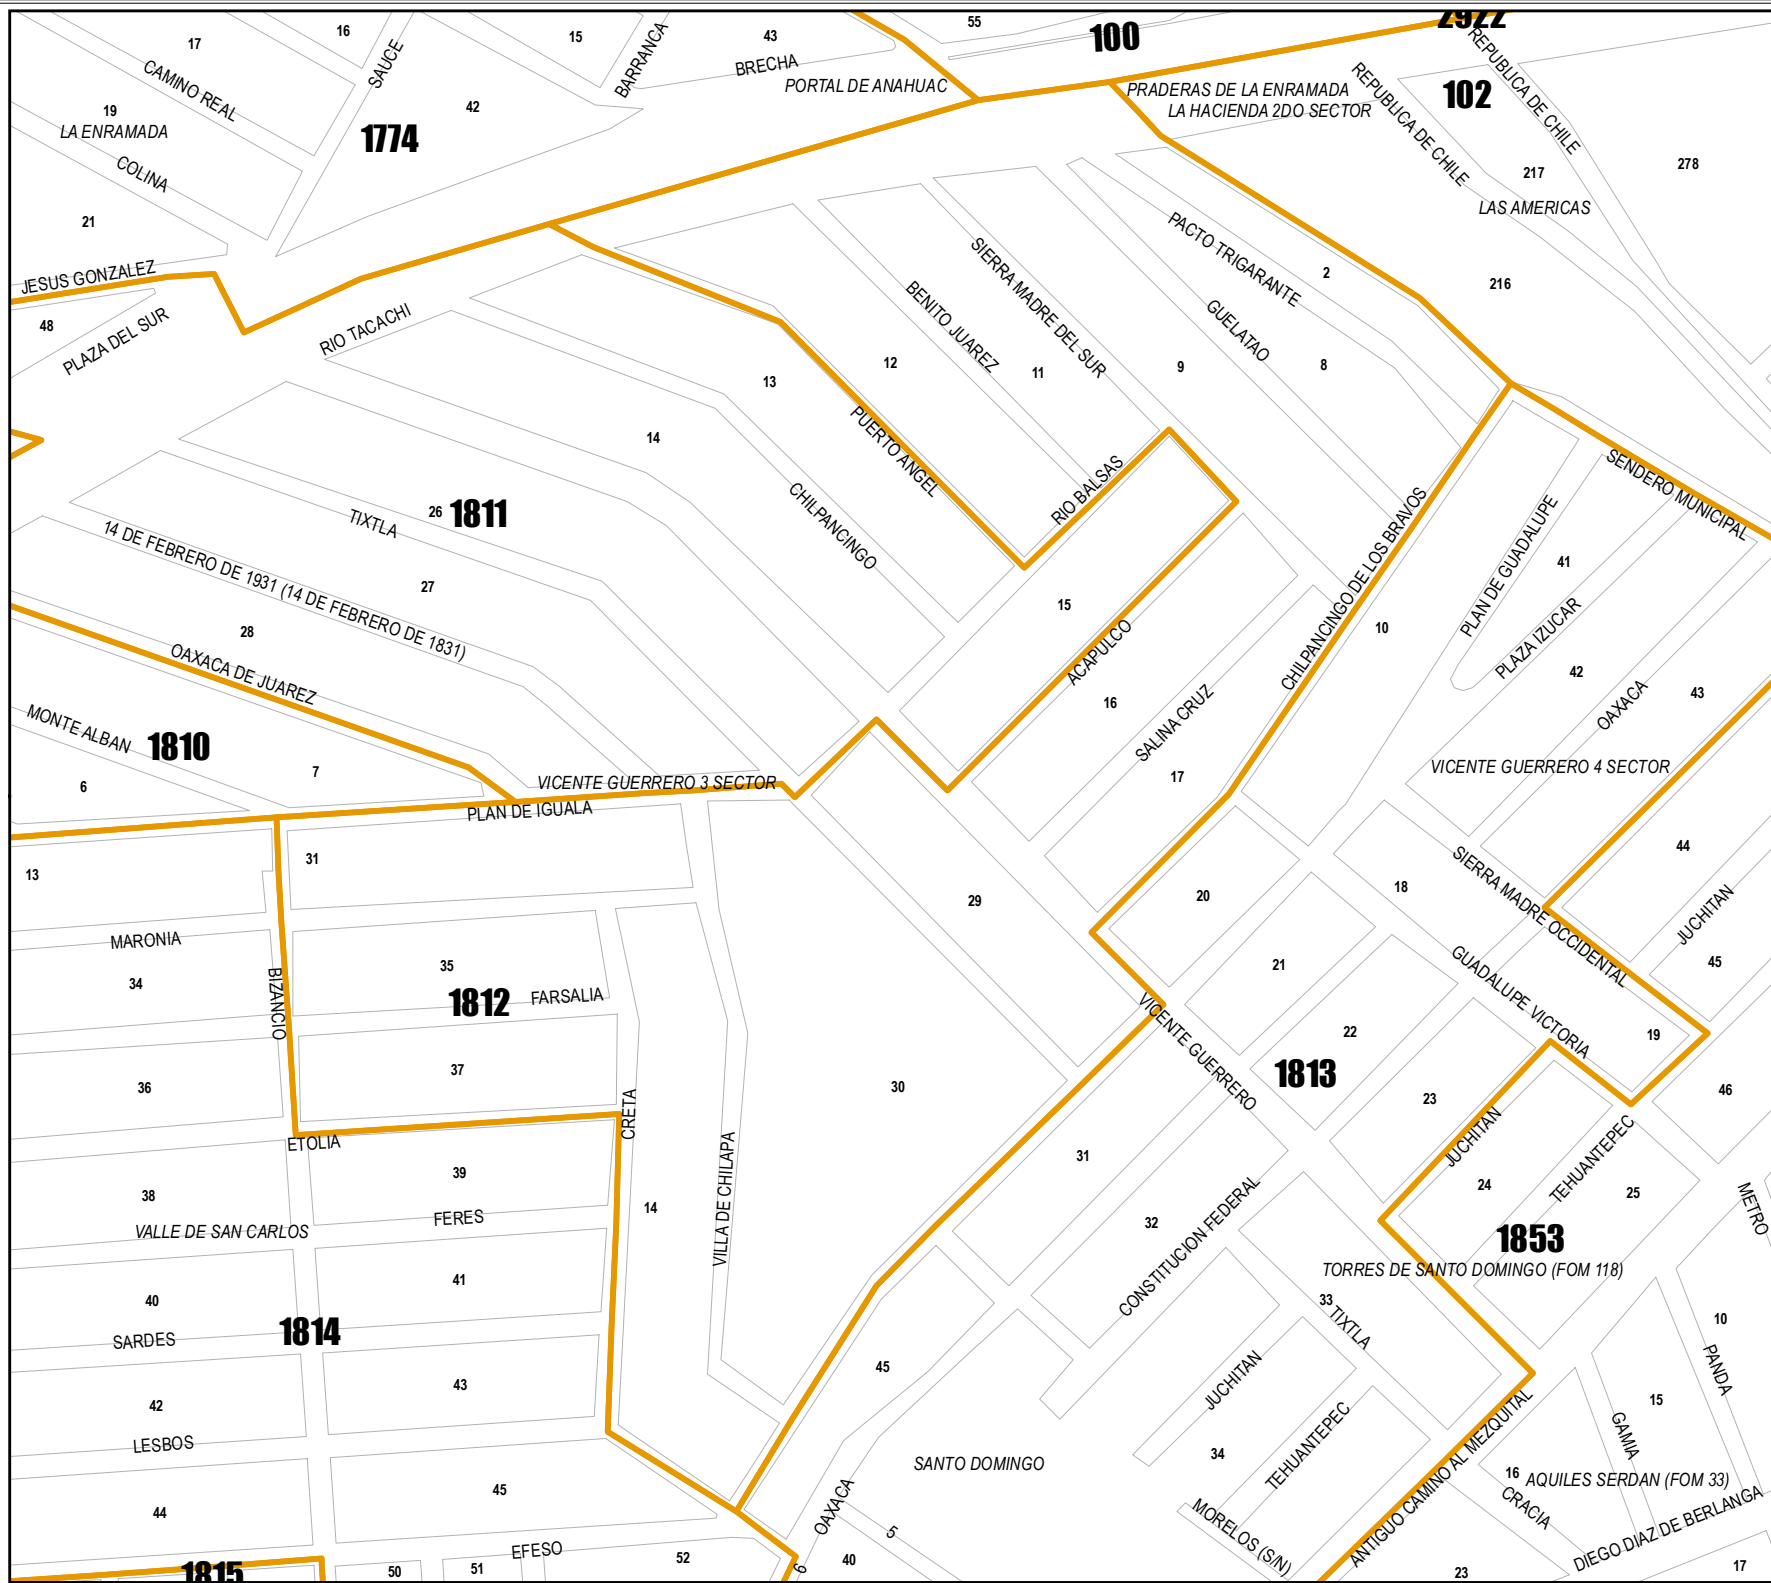 17
16
15
43
55
100
2922
CAMINO REAL
SAUCE
BARRANCA
BRECHA
PORTAL DE ANAHUAC
PRADERAS DE LA ENRAMADA
LA HACIENDA 2DO SECTOR
REPUBLICA DE CHILE
REPUBLICA DE CHILE
102
19
LA ENRAMADA
42
1774
COLINA
217
278
LAS AMERICAS
21
JESUS GONZALEZ
48
PLAZA DEL SUR
RIO TACACHI
PACTO TRIGARANTE
2
216
SIERRA MADRE DEL SUR
BENITO JUAREZ
GUELATAO
12
11
9
8
13
14
PUERTO ANGEL
RIO BALSAS
CHILPANCINGO
SENDERO MUNICIPAL
26
1811
TIXTLA
14 DE FEBRERO DE 1931 (14 DE FEBRERO DE 1831)
27
28
OAXACA DE JUAREZ
CHILPANCINGO DE LOS BRAVOS
PLAN DE GUADALUPE
41
PLAZA IZUCAR
10
15
ACAPULCO
16
SALINA CRUZ
17
42
OAXACA
43
VICENTE GUERRERO 4 SECTOR
MONTE ALBAN
1810
6
7
VICENTE GUERRERO 3 SECTOR
PLAN DE IGUALA
13
31
29
20
18
44
SIERRA MADRE OCCIDENTAL
JUCHITAN
45
MARONIA
34
BIZANCIO
35
1812
FARSALIA
21
GUADALUPE VICTORIA
19
VICENTE GUERRERO
22
1813
36
37
30
23
46
CRETA
ETOLIA
JUCHITAN
TEHUANTEPEC
38
39
VALLE DE SAN CARLOS
FERES
14
VILLA DE CHILAPA
31
32
CONSTITUCION FEDERAL
24
25
METRO
1853
TORRES DE SANTO DOMINGO (FOM 118)
40
41
SARDES
1814
33
TIXTLA
10
PANDA
42
43
45
JUCHITAN
15
GAMIA
LESBOS
34
TEHUANTEPEC
ANTIGUO CAMINO AL MEZQUITAL
SANTO DOMINGO
16
AQUILES SERDAN (FOM 33)
CRACIA
44
45
OAXACA
5
MORELOS (S/N)
DIEGO DIAZ DE BERLANGA
EFESO
1815
50
51
52
6
40
23
17